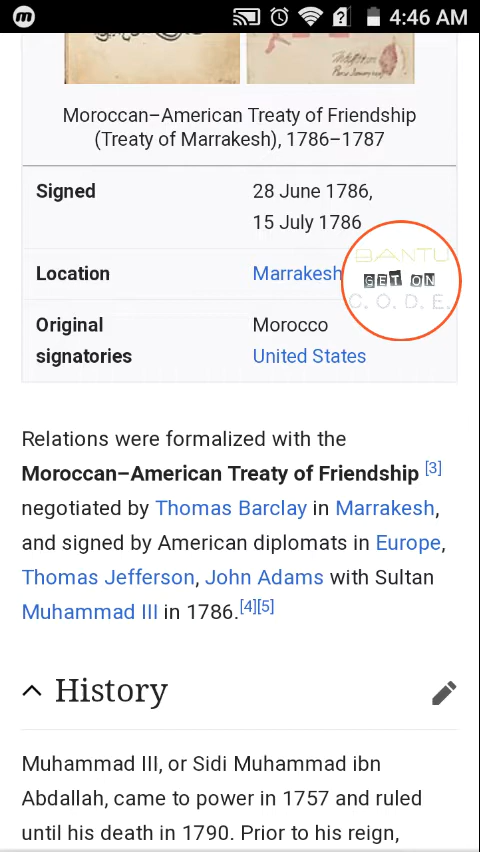 4:46 AM
Moroccan–American Treaty of Friendship
(Treaty of Marrakesh), 1786–1787
Signed
28 June 1786,
15 July 1786
BANTU
GET ON
C. O. D. E.
Location
Marrakesh
Original
signatories
Morocco
United States
Relations were formalized with the
Moroccan–American Treaty of Friendship [3]
negotiated by Thomas Barclay in Marrakesh,
and signed by American diplomats in Europe,
Thomas Jefferson, John Adams with Sultan
Muhammad III in 1786.[4][5]
History
Muhammad III, or Sidi Muhammad ibn
Abdallah, came to power in 1757 and ruled
until his death in 1790. Prior to his reign,